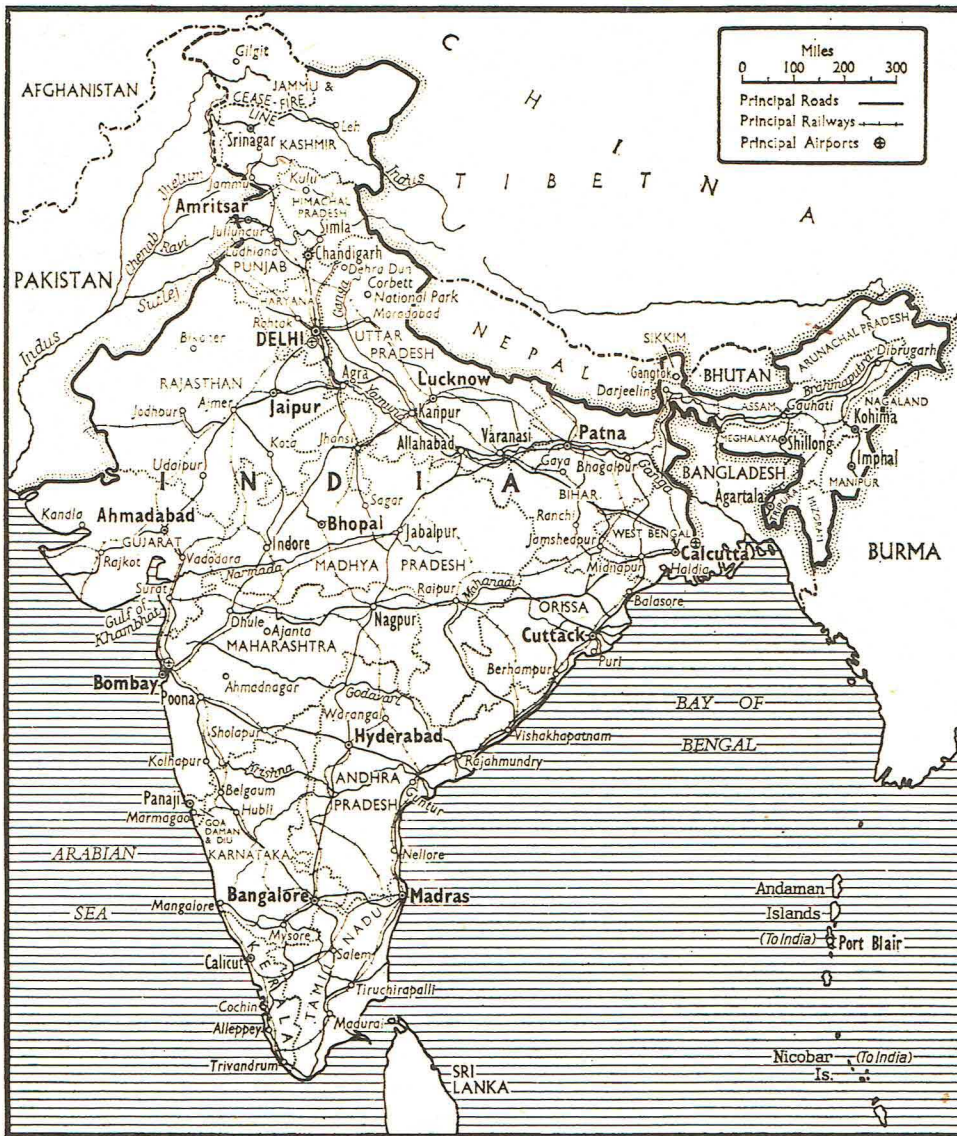 C H I N A
Gilgit
AFGHANISTAN
JAMMU &
CEASE-FIRE
LINE
Leh
Srinagar
KASHMIR
Miles
0 100 200 300
Principal Roads
Principal Railways
Principal Airports
Jhelum
Jammu
Kulu
Indus
T I B E T
HIMACHAL
PRADESH
Amritsar
Simla
Chenab
Ravi
Jullundur
Ludhiana
Chandigarh
PUNJAB
Dehra Dun
PAKISTAN
Sutlej
Ganga
Corbett
National Park
HARYANA
Moradabad
Indus
Rohtak
DELHI
UTTAR
PRADESH
N E P A L
SIKKIM
ARUNACHAL PRADESH
Dibrugarh
RAJASTHAN
Agra
Lucknow
Gangtok
BHUTAN
Darjeeling
Brahmaputra
Jodhpur
Ajmer
Jaipur
Yamuna
Kanpur
ASSAM
Gauhati
NAGALAND
Kohima
Kota
Jhansi
Allahabad
Varanasi
Patna
MEGHALAYA
Shillong
Udaipur
Gaya
Bhagalpur
Ganga
BANGLADESH
Imphal
MANIPUR
I N D I A
BIHAR
Agartala
TRIPURA
Kandla
Ahmadabad
Sagar
Ranchi
GUJARAT
Bhopal
Jabalpur
Jamshedpur
WEST BENGAL
Calcutta
BURMA
Rajkot
Vadodara
Indore
Narmada
MADHYA
PRADESH
Midnapur
Haldia
Surat
Raipur
Mahanadi
Balasore
Gulf of
Khambhat
Dhule
Ajanta
Nagpur
ORISSA
MAHARASHTRA
Cuttack
Puri
Berhampur
Bombay
Ahmadnagar
Godavari
Poona
Warangal
BAY OF
BENGAL
Sholapur
Hyderabad
Vishakhapatnam
Kolhapur
Krishna
Rajahmundry
ANDHRA
PRADESH
Belgaum
Guntur
Panaji
Hubli
Marmagao
GOA
DAMAN
& DIU
KARNATAKA
Nellore
ARABIAN
SEA
Bangalore
Madras
Andaman
Islands
(To India)
Port Blair
Mangalore
Mysore
TAMIL NADU
Salem
Calicut
KERALA
Tiruchirapalli
Cochin
Alleppey
Madurai
Trivandrum
SRI
LANKA
Nicobar (To India)
Is.